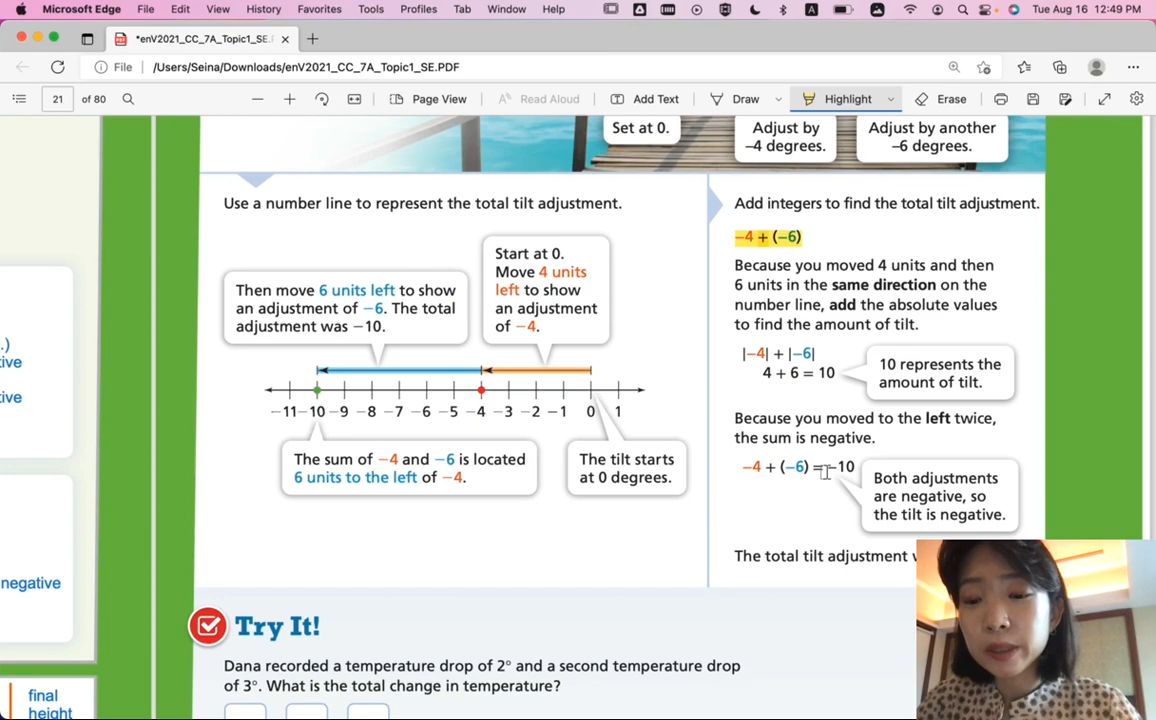 Microsoft Edge File Edit View History Favorites Tools Profiles Tab Window Help A Tue Aug 16 12:49 PM
*enV2021_CC_7A_Topic1_SE.F
File /Users/Seina/Downloads/enV2021_CC_7A_Topic1_SE.PDF
21 of 80 Page View Read Aloud Add Text Draw Highlight Erase
Set at 0.
Adjust by
−4 degrees.
Adjust by another
−6 degrees.
Use a number line to represent the total tilt adjustment.
Start at 0.
Move 4 units
left to show
an adjustment
of −4.
Then move 6 units left to show
an adjustment of −6. The total
adjustment was −10.
−11 −10 −9 −8 −7 −6 −5 −4 −3 −2 −1 0 1
The sum of −4 and −6 is located
6 units to the left of −4.
The tilt starts
at 0 degrees.
Add integers to find the total tilt adjustment.
−4 + (−6)
Because you moved 4 units and then
6 units in the same direction on the
number line, add the absolute values
to find the amount of tilt.
|−4| + |−6|
4 + 6 = 10
10 represents the
amount of tilt.
Because you moved to the left twice,
the sum is negative.
−4 + (−6) = −10
Both adjustments
are negative, so
the tilt is negative.
The total tilt adjustment
.)
tive
tive
negative
final
height
Try It!
Dana recorded a temperature drop of 2° and a second temperature drop
of 3°. What is the total change in temperature?